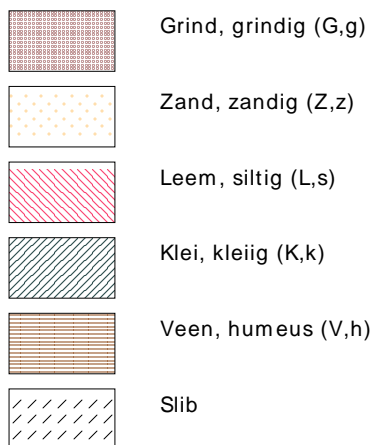 Grind, grindig (G,g)
Zand, zandig (Z,z)
Leem, siltig (L,s)
Klei, kleiig (K,k)
Veen, humeus (V,h)
Slib